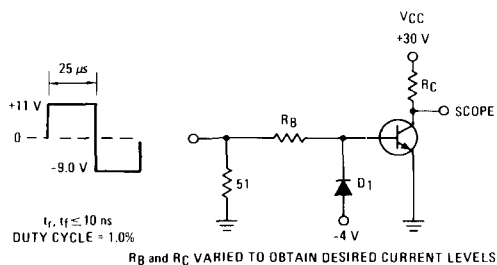 VCC
+30 V
25 μs
RC
+11 V
SCOPE
RB
0
-9.0 V
51
D1
-4 V
tr, tf ≤ 10 ns
DUTY CYCLE = 1.0%
RB and RC VARIED TO OBTAIN DESIRED CURRENT LEVELS